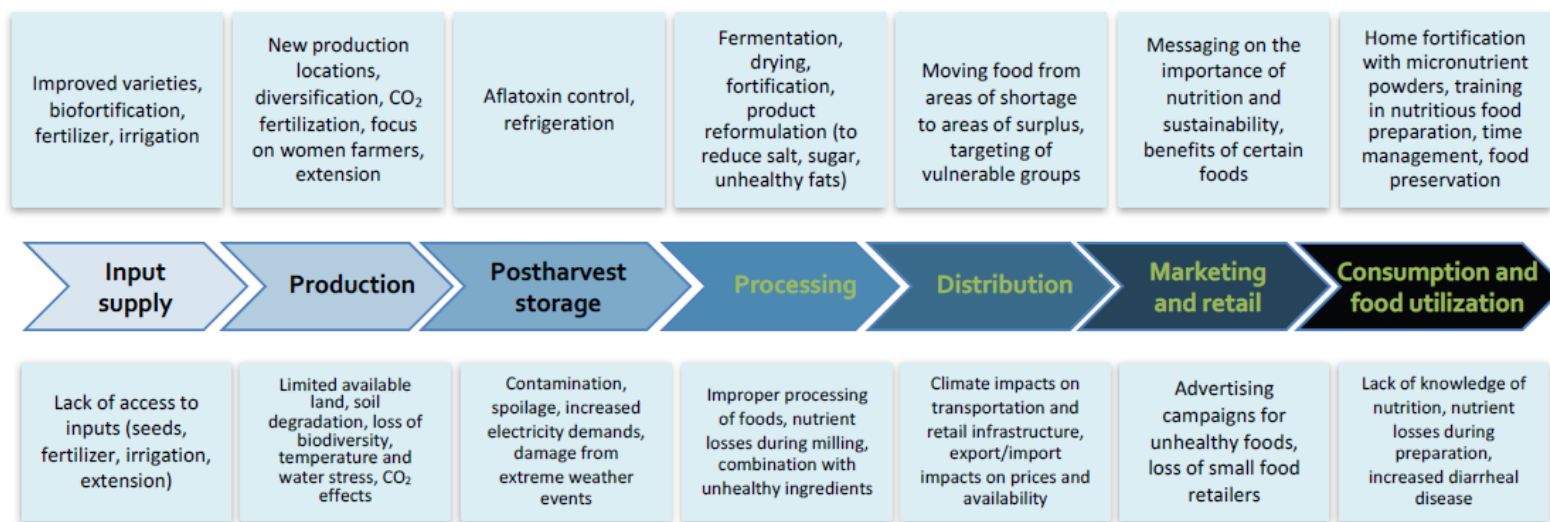 Improved varieties,
biofortification,
fertilizer, irrigation
New production
locations,
diversification, CO₂
fertilization, focus
on women farmers,
extension
Aflatoxin control,
refrigeration
Fermentation,
drying,
fortification,
product
reformulation (to
reduce salt, sugar,
unhealthy fats)
Moving food from
areas of shortage
to areas of surplus,
targeting of
vulnerable groups
Messaging on the
importance of
nutrition and
sustainability,
benefits of certain
foods
Home fortification
with micronutrient
powders, training
in nutritious food
preparation, time
management, food
preservation
Input
supply
Production
Postharvest
storage
Processing
Distribution
Marketing
and retail
Consumption and
food utilization
Lack of access to
inputs (seeds,
fertilizer, irrigation,
extension)
Limited available
land, soil
degradation, loss of
biodiversity,
temperature and
water stress, CO₂
effects
Contamination,
spoilage, increased
electricity demands,
damage from
extreme weather
events
Improper processing
of foods, nutrient
losses during milling,
combination with
unhealthy ingredients
Climate impacts on
transportation and
retail infrastructure,
export/import
impacts on prices and
availability
Advertising
campaigns for
unhealthy foods,
loss of small food
retailers
Lack of knowledge of
nutrition, nutrient
losses during
preparation,
increased diarrheal
disease